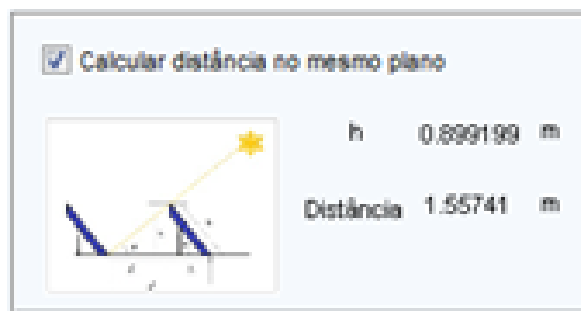 Calcular distância no mesmo plano
h 0.899199 m
Distância 1.55741 m